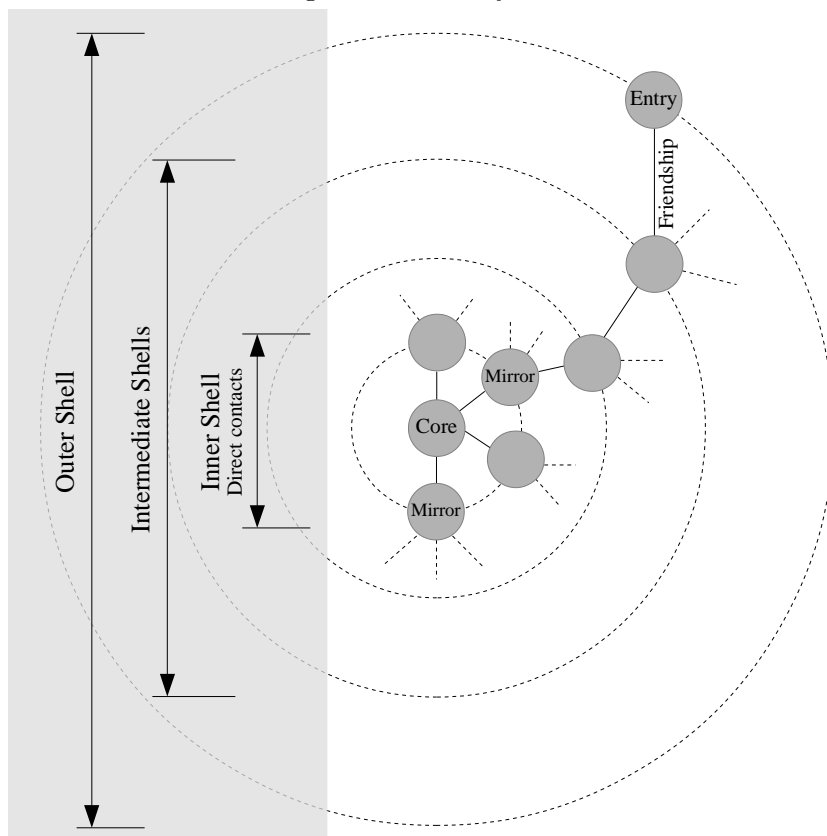 Entry
Friendship
Mirror
Core
Mirror
Outer Shell
Intermediate Shells
Inner Shell
Direct contacts